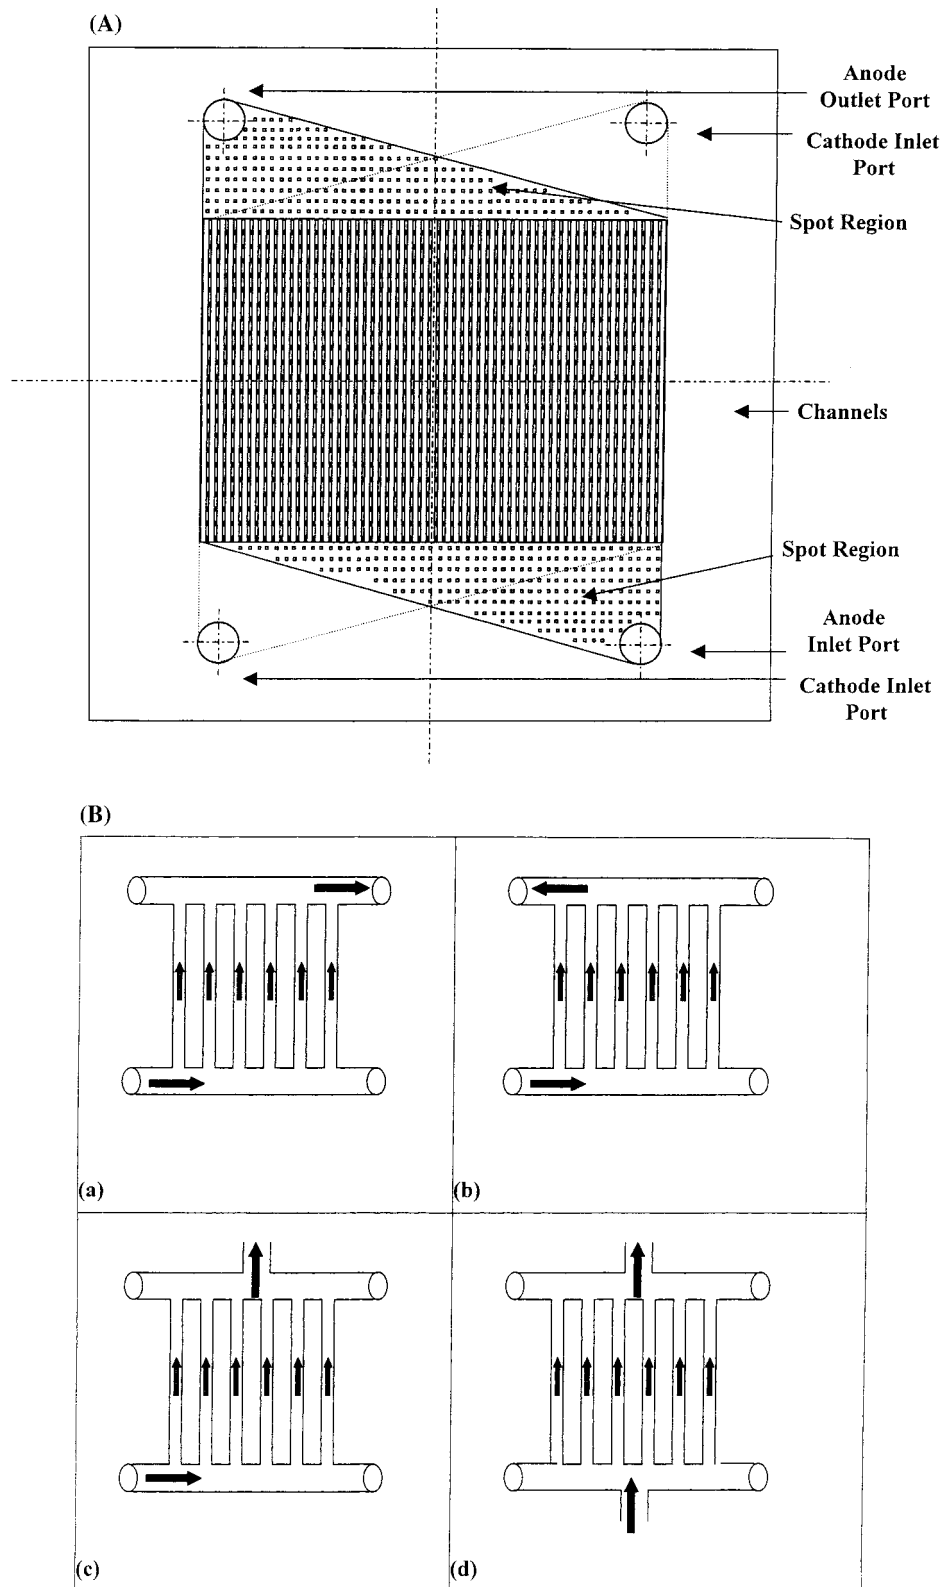 (A)
Anode
Outlet Port
Cathode Inlet
Port
Spot Region
Channels
Spot Region
Anode
Inlet Port
Cathode Inlet
Port
(B)
(a)
(b)
(c)
(d)